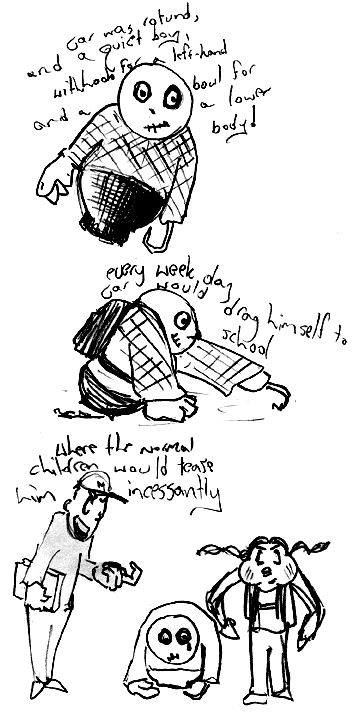 Car was rotund,
and a quiet boy,
with hook for a left-hand
and a bowl for
a lower
body!
every week day
Car would
drag himself to
school
where the normal
children would tease
him incessantly